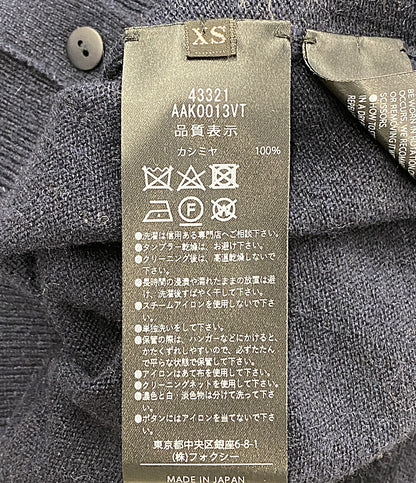 XS
43321
AAK0013VT
品質表示
カシミヤ 100%
F
W
●洗濯は信用ある専門店へご相談下さい。
●タンブラー乾燥は、お避け下さい。
●クリーニング後は、高温乾燥しないで下さい。
●長時間の浸漬や濡れたままの放置は避け、洗濯後すばやく干して下さい。
●スチームアイロンを使用しないで下さい。
●単独洗いをして下さい。
●保管の際は、ハンガーなどにかけると、かたくずれしやすいので、必ずたたんで平らな状態で保管して下さい。
●アイロンはあて布を使用して下さい。
●クリーニングネットを使用して下さい。
●濃色と白・淡色物は分けて洗って下さい。
●ボタンにはアイロンを当てないで下さい。
東京都中央区銀座6-8-1
(株)フォクシー
MADE IN JAPAN
SCISSORS.